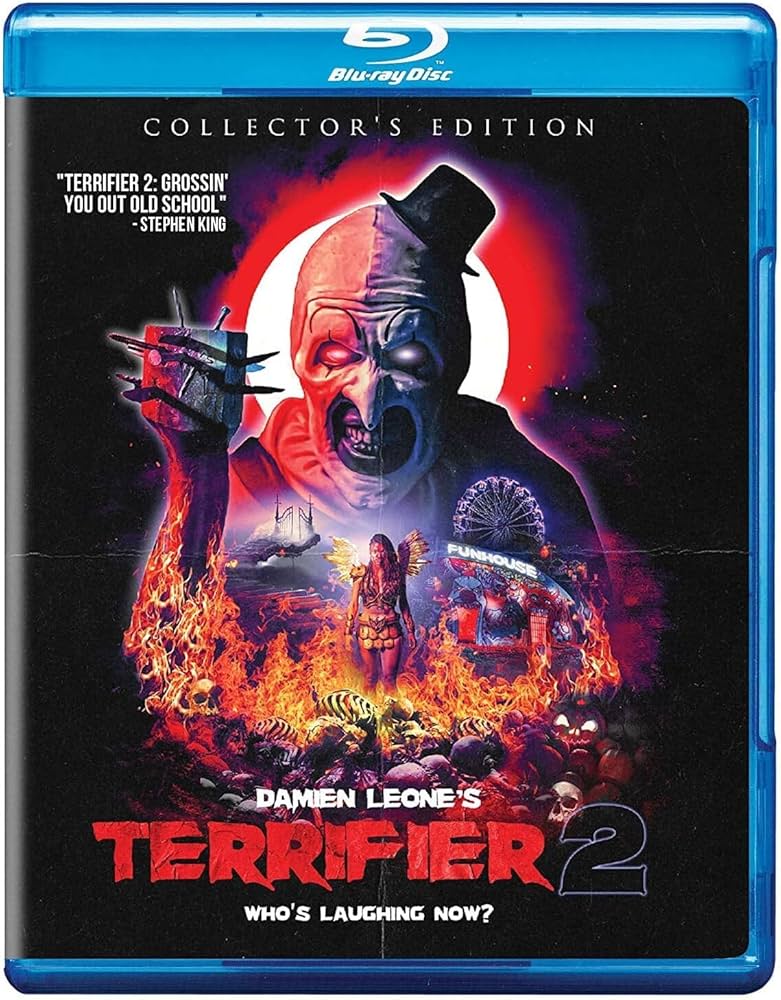 Blu-ray Disc™
COLLECTOR'S EDITION
"TERRIFIER 2: GROSSIN'
YOU OUT OLD SCHOOL"
- STEPHEN KING
FUNHOUSE
DAMIEN LEONE'S
TERRIFIER 2
WHO'S LAUGHING NOW?